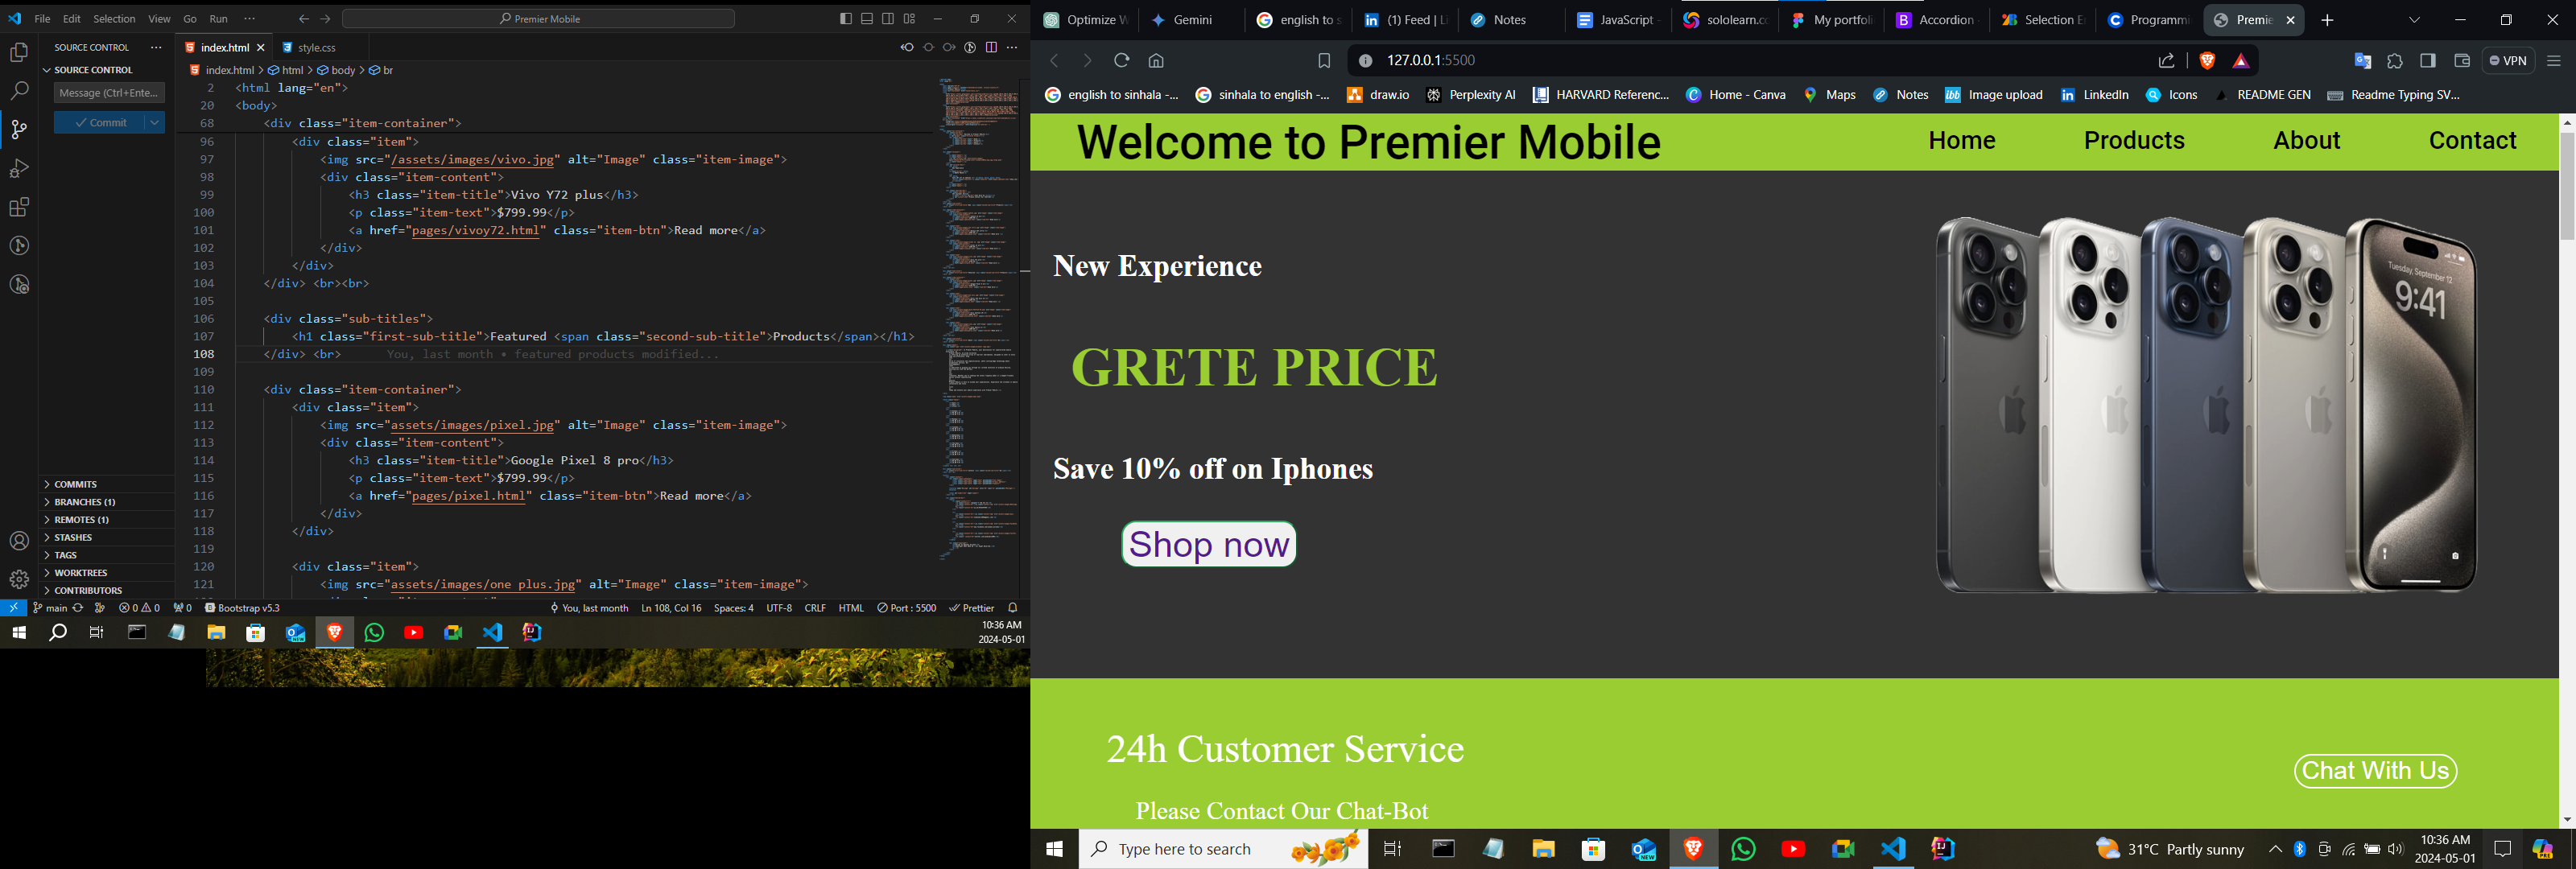 File Edit Selection View Go Run ···
Premier Mobile
SOURCE CONTROL ···
SOURCE CONTROL
Message (Ctrl+Ente...
Commit
COMMITS
BRANCHES (1)
REMOTES (1)
STASHES
TAGS
WORKTREES
CONTRIBUTORS
index.html
style.css
index.html > html > body > br
2 <html lang="en">
20 <body>
68 <div class="item-container">
96 <div class="item">
97 <img src="/assets/images/vivo.jpg" alt="Image" class="item-image">
98 <div class="item-content">
99 <h3 class="item-title">Vivo Y72 plus</h3>
100 <p class="item-text">$799.99</p>
101 <a href="pages/vivoy72.html" class="item-btn">Read more</a>
102 </div>
103 </div>
104 </div> <br><br>
105
106 <div class="sub-titles">
107 <h1 class="first-sub-title">Featured <span class="second-sub-title">Products</span></h1>
108 </div> <br> You, last month • featured products modified...
109
110 <div class="item-container">
111 <div class="item">
112 <img src="assets/images/pixel.jpg" alt="Image" class="item-image">
113 <div class="item-content">
114 <h3 class="item-title">Google Pixel 8 pro</h3>
115 <p class="item-text">$799.99</p>
116 <a href="pages/pixel.html" class="item-btn">Read more</a>
117 </div>
118 </div>
119
120 <div class="item">
121 <img src="assets/images/one plus.jpg" alt="Image" class="item-image">
main 0 0 0 Bootstrap v5.3 You, last month Ln 108, Col 16 Spaces: 4 UTF-8 CRLF HTML Port : 5500 Prettier
10:36 AM
2024-05-01
Optimize W
Gemini
english to s
(1) Feed | Li
Notes
JavaScript -
sololearn.co
My portfoli
Accordion
Selection E
Programmi
Premie
127.0.0.1:5500
VPN
english to sinhala -... sinhala to english -... draw.io Perplexity AI HARVARD Referenc... Home - Canva Maps Notes Image upload LinkedIn Icons README GEN Readme Typing SV...
Welcome to Premier Mobile
Home Products About Contact
New Experience
GRETE PRICE
Save 10% off on Iphones
Shop now
Tuesday, September 12
9:41
24h Customer Service
Please Contact Our Chat-Bot
Chat With Us
Type here to search
31°C Partly sunny
10:36 AM
2024-05-01